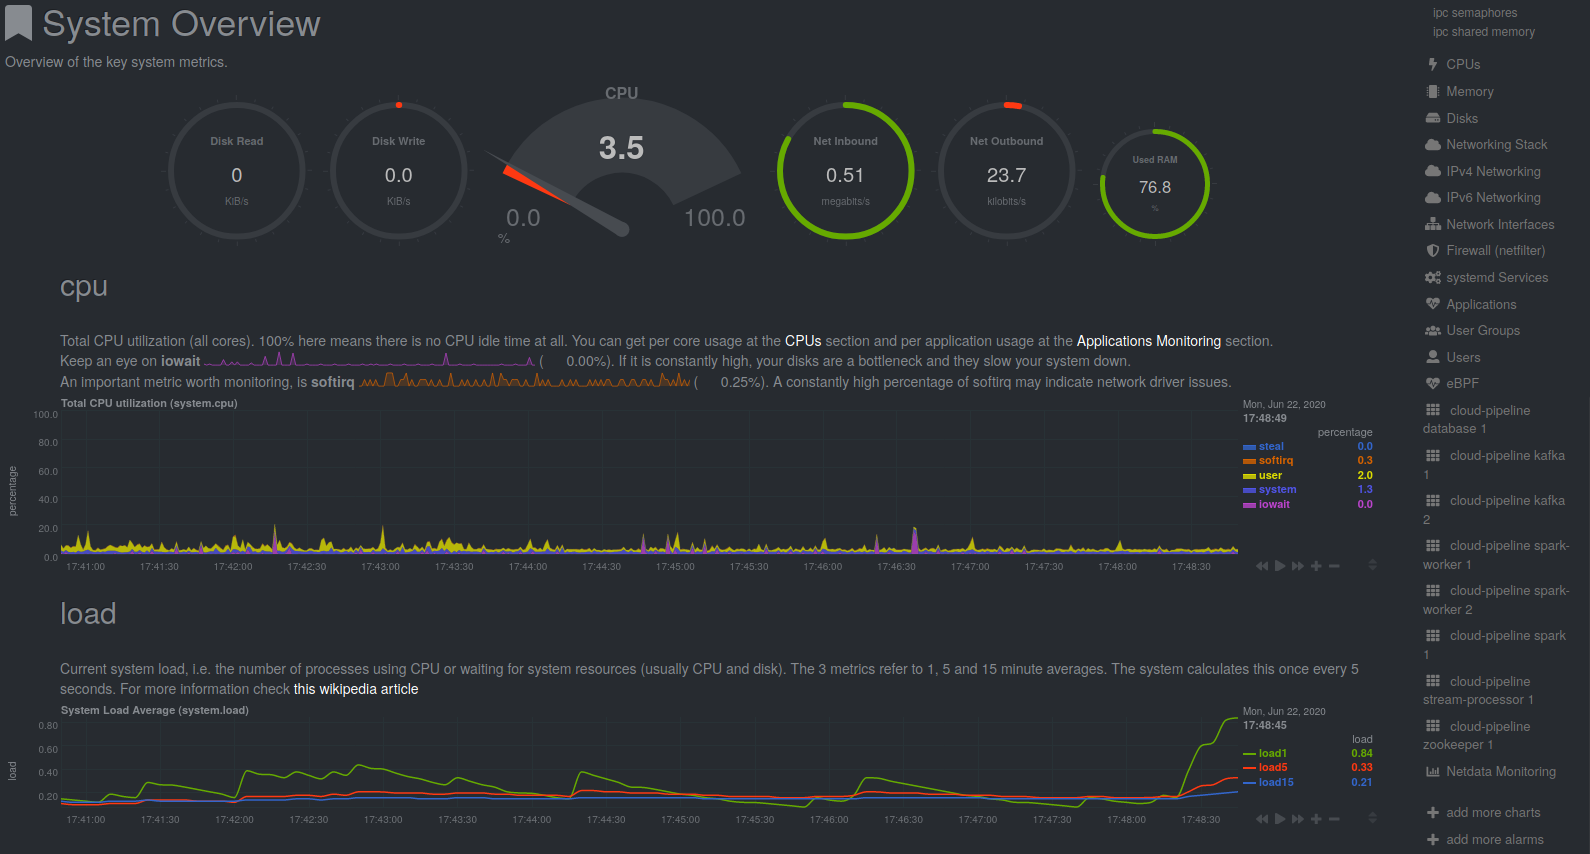 System Overview
Overview of the key system metrics.
Disk Read
0
KiB/s
Disk Write
0.0
KiB/s
CPU
3.5
0.0
100.0
%
Net Inbound
0.51
megabits/s
Net Outbound
23.7
kilobits/s
Used RAM
76.8
%
cpu
Total CPU utilization (all cores). 100% here means there is no CPU idle time at all. You can get per core usage at the CPUs section and per application usage at the Applications Monitoring section.
Keep an eye on iowait ( 0.00%). If it is constantly high, your disks are a bottleneck and they slow your system down.
An important metric worth monitoring, is softirq ( 0.25%). A constantly high percentage of softirq may indicate network driver issues.
Total CPU utilization (system.cpu)
percentage
100.0
80.0
60.0
40.0
20.0
0.0
17:41:00 17:41:30 17:42:00 17:42:30 17:43:00 17:43:30 17:44:00 17:44:30 17:45:00 17:45:30 17:46:00 17:46:30 17:47:00 17:47:30 17:48:00 17:48:30
Mon, Jun 22, 2020
17:48:49
percentage
steal 0.0
softirq 0.3
user 2.0
system 1.3
iowait 0.0
load
Current system load, i.e. the number of processes using CPU or waiting for system resources (usually CPU and disk). The 3 metrics refer to 1, 5 and 15 minute averages. The system calculates this once every 5
seconds. For more information check this wikipedia article
System Load Average (system.load)
load
0.80
0.60
0.40
0.20
17:41:00 17:41:30 17:42:00 17:42:30 17:43:00 17:43:30 17:44:00 17:44:30 17:45:00 17:45:30 17:46:00 17:46:30 17:47:00 17:47:30 17:48:00 17:48:30
Mon, Jun 22, 2020
17:48:45
load
load1 0.84
load5 0.33
load15 0.21
ipc semaphores
ipc shared memory
CPUs
Memory
Disks
Networking Stack
IPv4 Networking
IPv6 Networking
Network Interfaces
Firewall (netfilter)
systemd Services
Applications
User Groups
Users
eBPF
cloud-pipeline
database 1
cloud-pipeline kafka
1
cloud-pipeline kafka
2
cloud-pipeline spark-
worker 1
cloud-pipeline spark-
worker 2
cloud-pipeline spark
1
cloud-pipeline
stream-processor 1
cloud-pipeline
zookeeper 1
Netdata Monitoring
add more charts
add more alarms